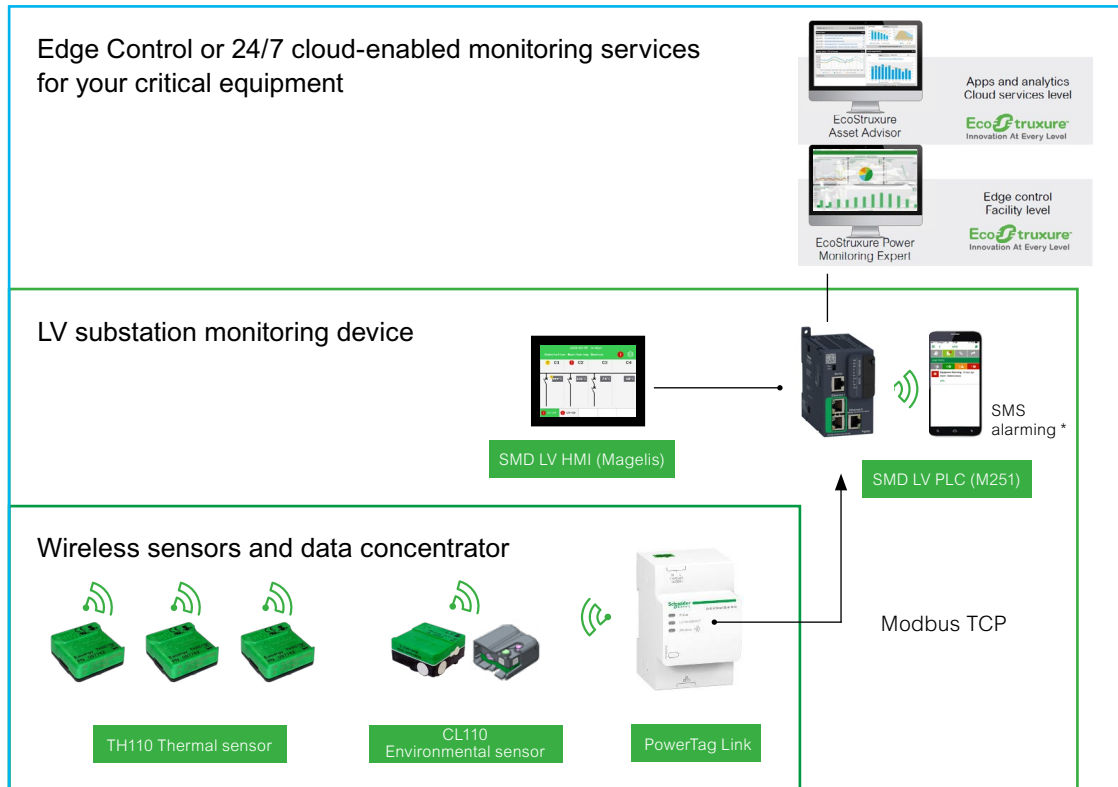 Edge Control or 24/7 cloud-enabled monitoring services
for your critical equipment
EcoStruxure
Asset Advisor
Apps and analytics
Cloud services level
EcoStruxure
Innovation At Every Level
EcoStruxure Power
Monitoring Expert
Edge control
Facility level
EcoStruxure
Innovation At Every Level
LV substation monitoring device
SMD LV HMI (Magelis)
SMS
alarming *
SMD LV PLC (M251)
Wireless sensors and data concentrator
Schneider
Modbus TCP
TH110 Thermal sensor
CL110
Environmental sensor
PowerTag Link